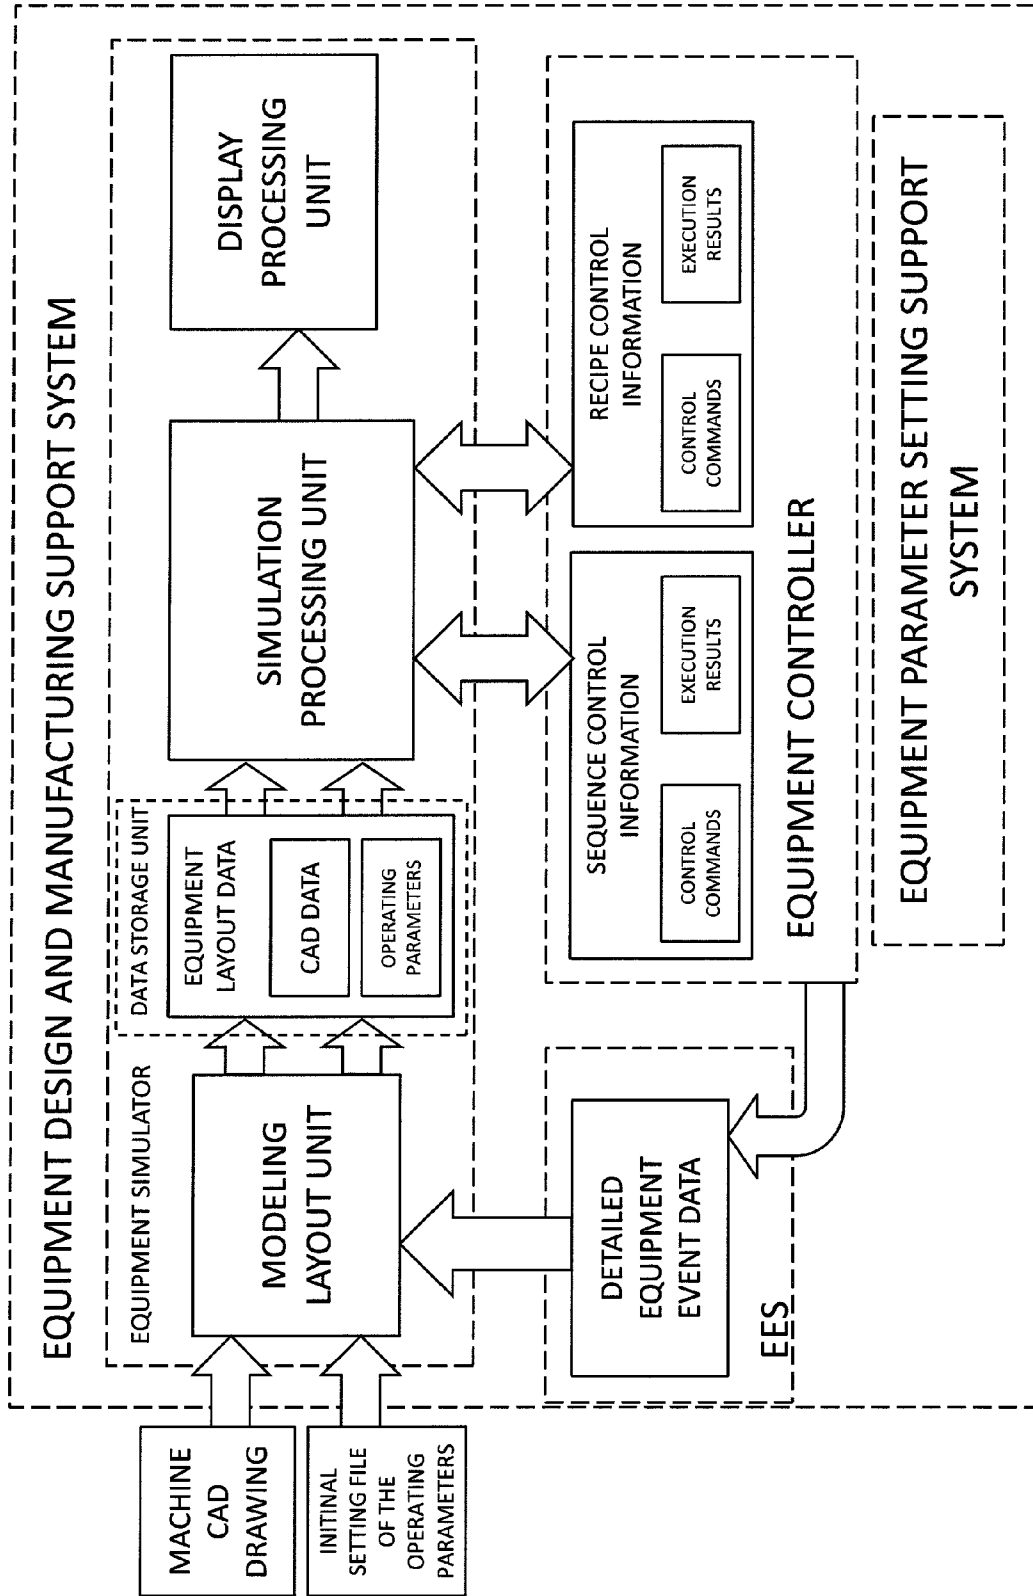 EQUIPMENT DESIGN AND MANUFACTURING SUPPORT SYSTEM
EQUIPMENT SIMULATOR
MACHINE
CAD
DRAWING
INITINAL
SETTING FILE
OF THE
OPERATING
PARAMETERS
MODELING
LAYOUT UNIT
DATA STORAGE UNIT
EQUIPMENT
LAYOUT DATA
CAD DATA
OPERATING
PARAMETERS
SIMULATION
PROCESSING UNIT
DISPLAY
PROCESSING
UNIT
DETAILED
EQUIPMENT
EVENT DATA
EES
SEQUENCE CONTROL
INFORMATION
CONTROL
COMMANDS
EXECUTION
RESULTS
RECIPE CONTROL
INFORMATION
CONTROL
COMMANDS
EXECUTION
RESULTS
EQUIPMENT CONTROLLER
EQUIPMENT PARAMETER SETTING SUPPORT
SYSTEM